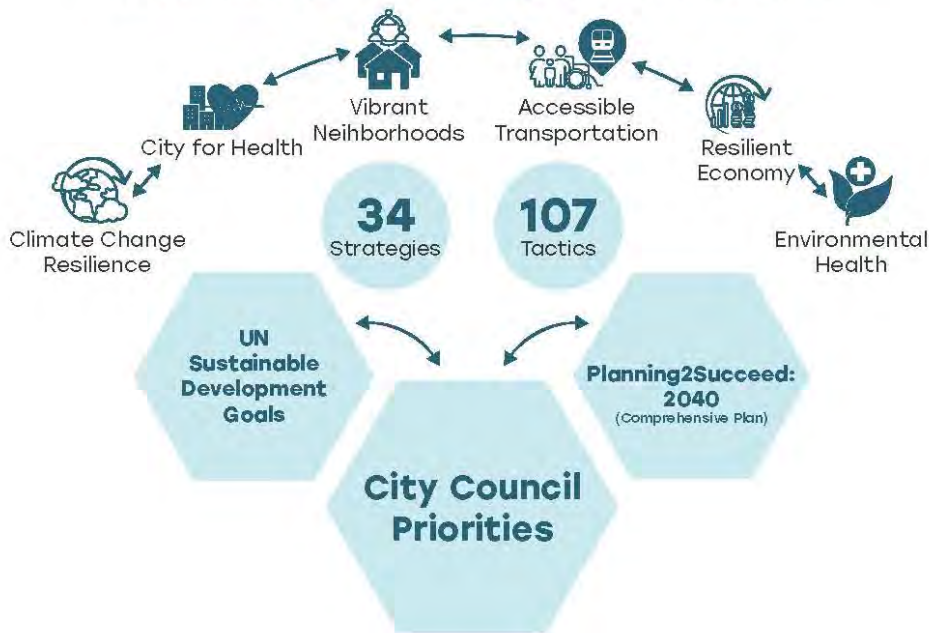 Climate Change
Resilience
City for Health
Vibrant
Neihborhoods
Accessible
Transportation
Resilient
Economy
Environmental
Health
34
Strategies
107
Tactics
UN
Sustainable
Development
Goals
City Council
Priorities
Planning2Succeed:
2040
(Comprehensive Plan)